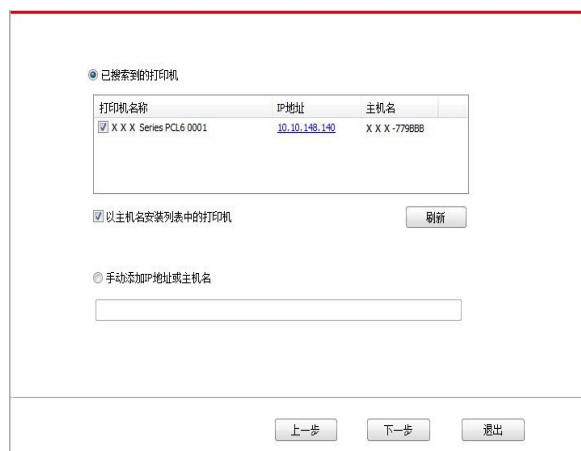 已搜索到的打印机
打印机名称 IP地址 主机名
X X X Series PCL6 0001 10.10.148.140 X X X -779BBB
以主机名安装列表中的打印机 刷新
手动添加IP地址或主机名
上一步 下一步 退出